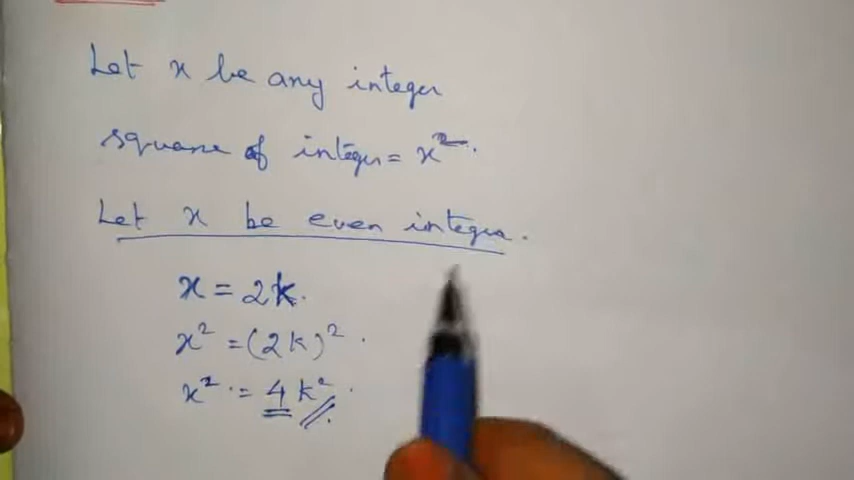 Let x be any integer
square of integer = x².
Let x be even integer.
x = 2k.
x² = (2k)².
x² = 4k².